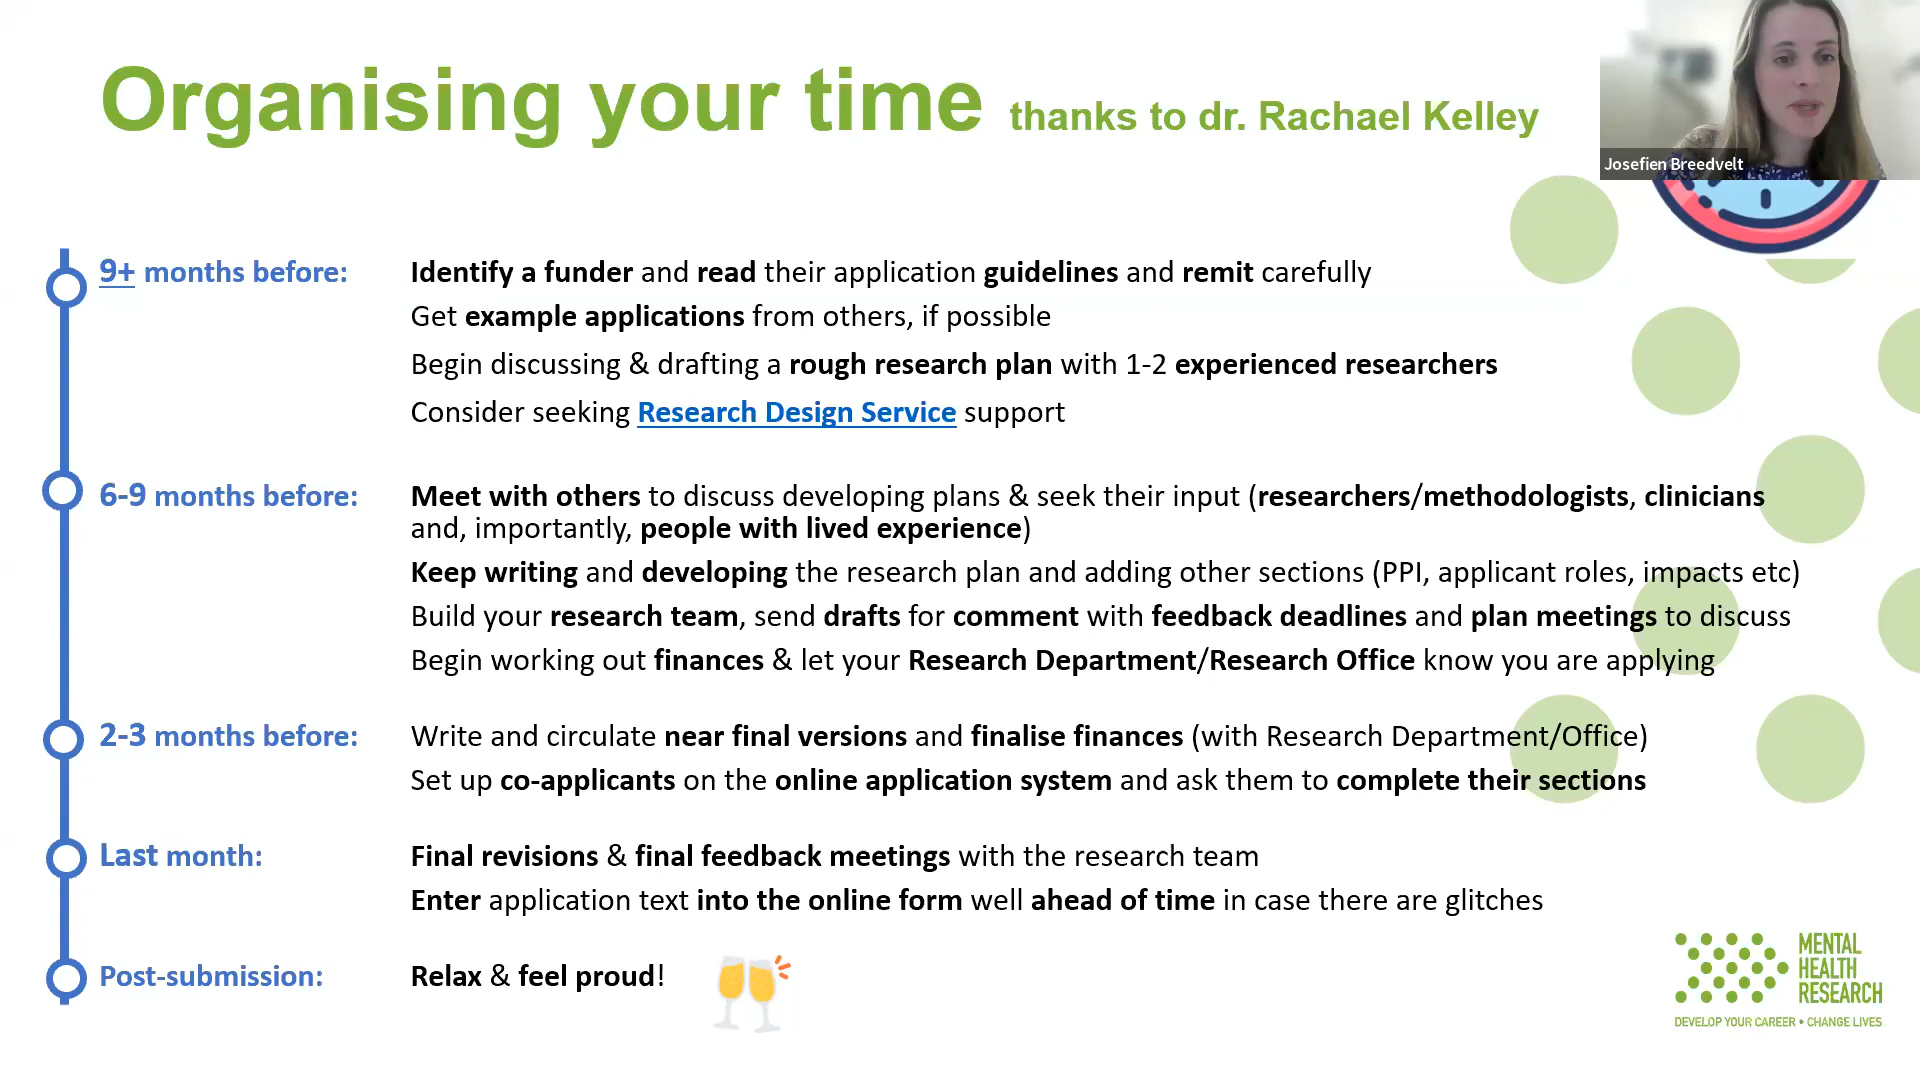 Organising your time thanks to dr. Rachael Kelley
Josefien Breedvelt
9+ months before: Identify a funder and read their application guidelines and remit carefully
Get example applications from others, if possible
Begin discussing & drafting a rough research plan with 1-2 experienced researchers
Consider seeking Research Design Service support
6-9 months before: Meet with others to discuss developing plans & seek their input (researchers/methodologists, clinicians
and, importantly, people with lived experience)
Keep writing and developing the research plan and adding other sections (PPI, applicant roles, impacts etc)
Build your research team, send drafts for comment with feedback deadlines and plan meetings to discuss
Begin working out finances & let your Research Department/Research Office know you are applying
2-3 months before: Write and circulate near final versions and finalise finances (with Research Department/Office)
Set up co-applicants on the online application system and ask them to complete their sections
Last month: Final revisions & final feedback meetings with the research team
Enter application text into the online form well ahead of time in case there are glitches
Post-submission: Relax & feel proud!
MENTAL
HEALTH
RESEARCH
DEVELOP YOUR CAREER • CHANGE LIVES